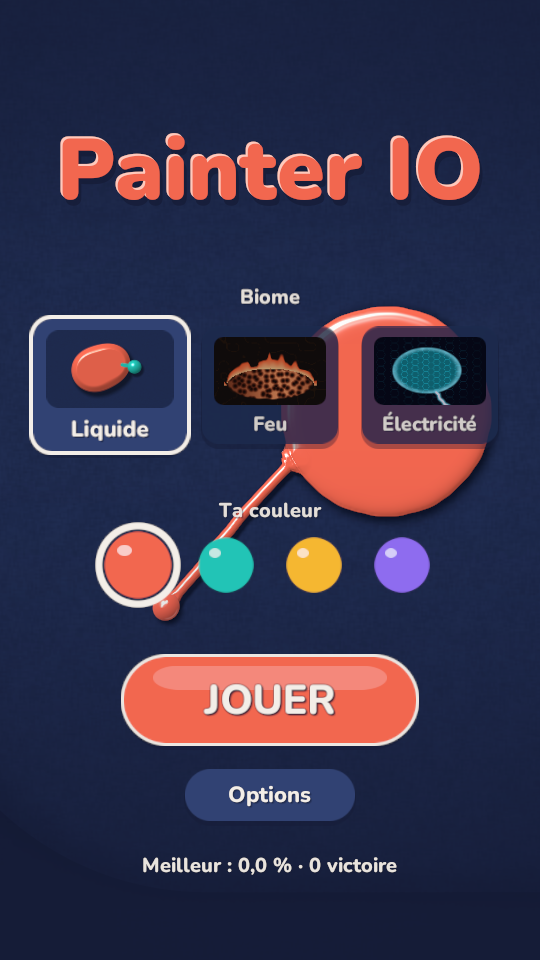 Painter IO
Biome
Liquide
Feu
Électricité
Ta couleur
JOUER
Options
Meilleur : 0,0 % · 0 victoire